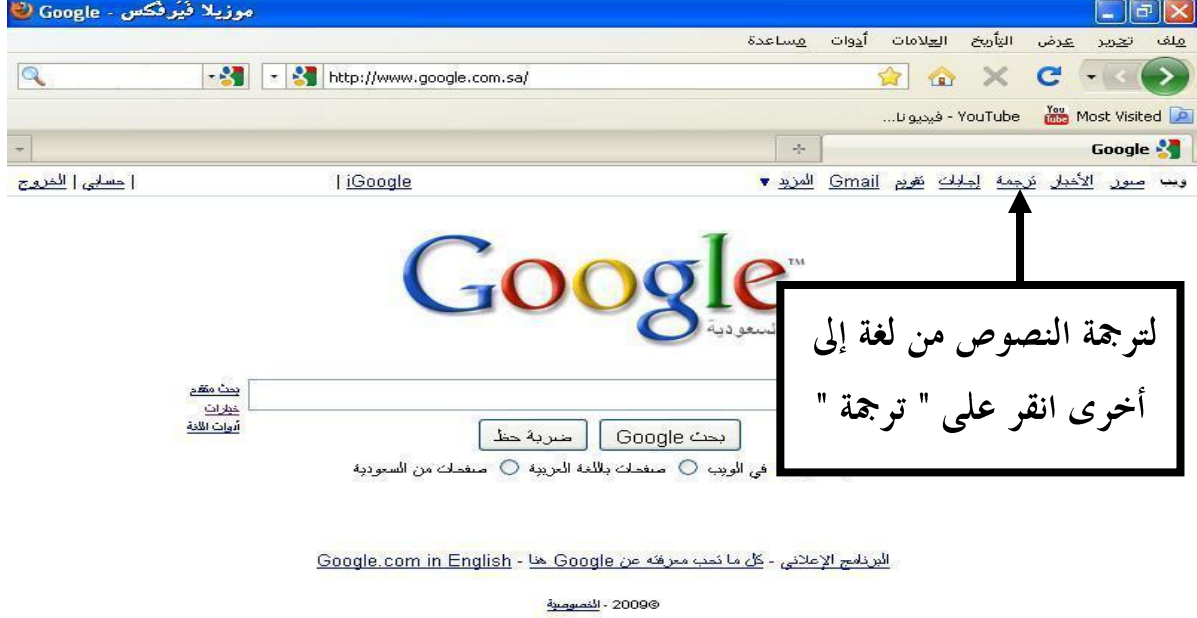 موزيلا فَيَرفُكس - Google
ملف تحرير عرض التأريخ العلامات أدوات مساعدة
http://www.google.com.sa/
Most Visited YouTube - فيديو نا...
Google
ويب صور الأخبار ترجمة إجابات تقويم Gmail المزيد ▼ | iGoogle | حسابي | الخروج
Google™
السعودية
لترجمة النصوص من لغة إلى
أخرى انقر على " ترجمة "
بحث متقدم
خيارات
أدوات اللغة
بحث Google ضربة حظ
في الويب صفحات باللغة العربية صفحات من السعودية
البرنامج الإعلاني - كل ما تحب معرفته عن Google هنا - Google.com in English
©2009 - الخصوصية